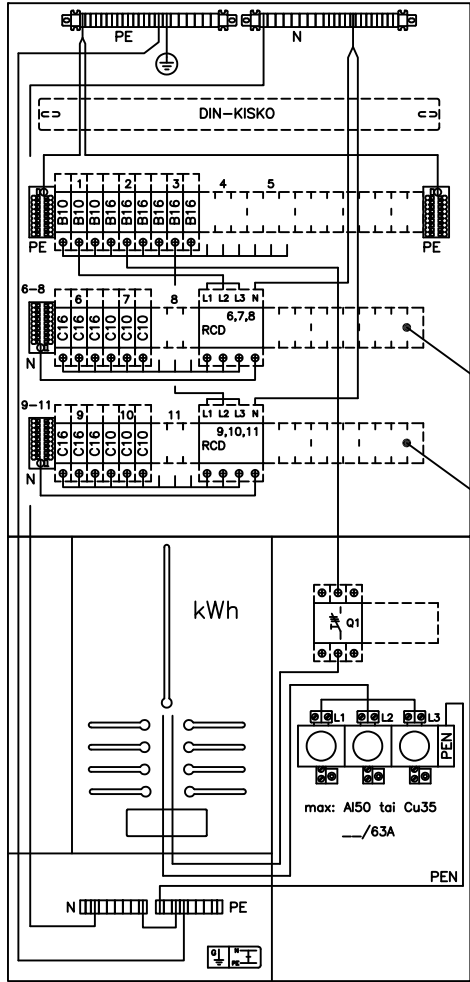 PE N
DIN-KISKO
1 2 3 4 5
B10 B10 B10 B16 B16 B16 B16 B16 B16
PE PE
6-8
6 7 8 L1 L2 L3 N
C16 C16 C16 C10 C10 C10 RCD 6,7,8
N
9-11
9 10 11 L1 L2 L3 N
C16 C16 C16 C10 C10 C10 RCD 9,10,11
N
kWh
Q1
L1 L2 L3
PEN
max: Al50 tai Cu35
__/63A
PEN
N PE
G N
PE